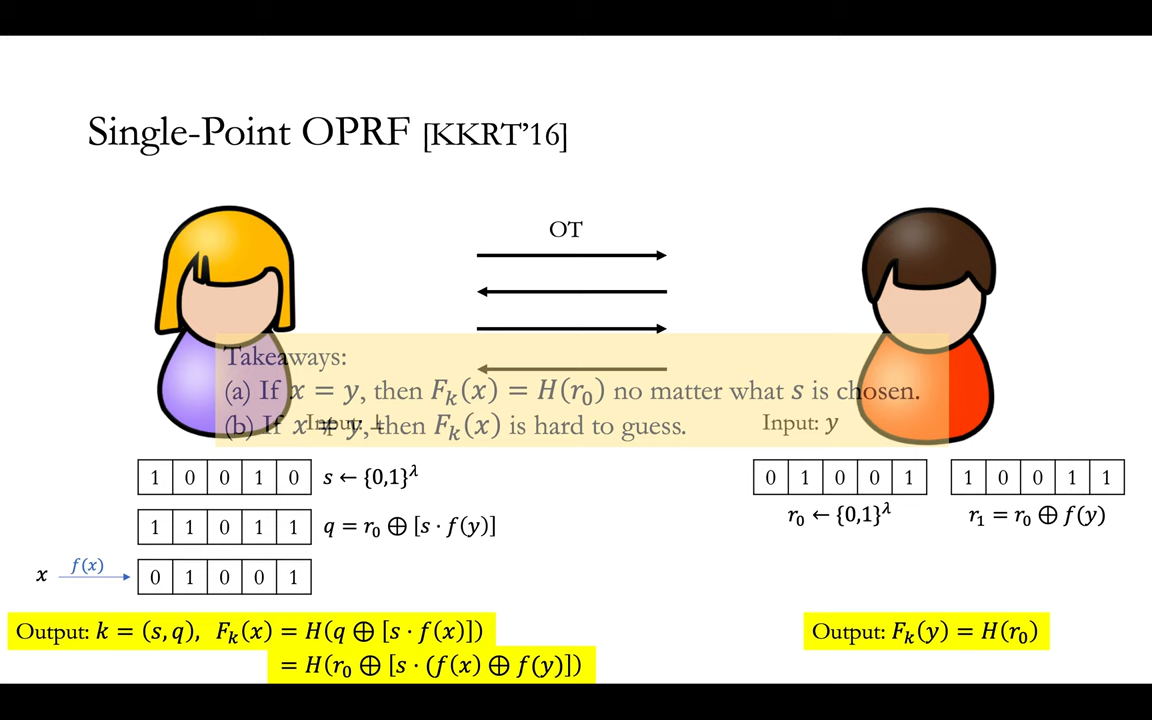 Single-Point OPRF [KKRT’16]
OT
Takeaways:
(a) If x = y, then F_k(x) = H(r_0) no matter what s is chosen.
(b) If x ≠ y, then F_k(x) is hard to guess.
Input: ⊥
Input: y
1 0 0 1 0 s ← {0,1}^λ
0 1 0 0 1
1 0 0 1 1
1 1 0 1 1 q = r_0 ⊕ [s · f(y)]
r_0 ← {0,1}^λ
r_1 = r_0 ⊕ f(y)
x f(x) 0 1 0 0 1
Output: k = (s, q), F_k(x) = H(q ⊕ [s · f(x)])
= H(r_0 ⊕ [s · (f(x) ⊕ f(y)])
Output: F_k(y) = H(r_0)